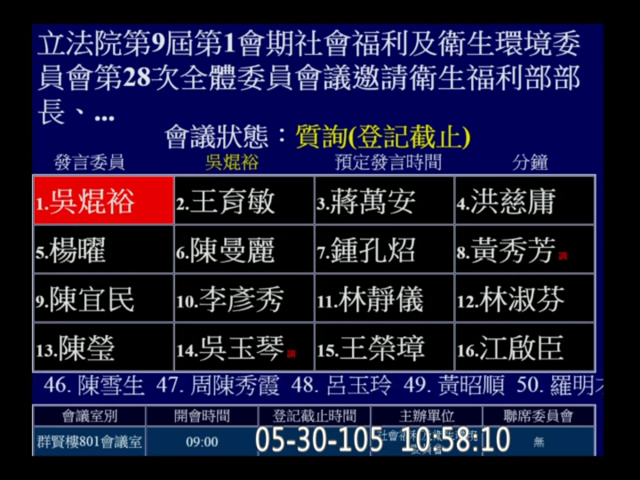 立法院第9屆第1會期社會福利及衛生環境委
員會第28次全體委員會議邀請衛生福利部部
長、...
會議狀態：質詢(登記截止)
發言委員 吳焜裕 預定發言時間 分鐘
1.吳焜裕 2.王育敏 3.蔣萬安 4.洪慈庸
5.楊曜 6.陳曼麗 7.鍾孔炤 8.黃秀芳
9.陳宜民 10.李彥秀 11.林靜儀 12.林淑芬
13.陳瑩 14.吳玉琴 15.王榮璋 16.江啟臣
46. 陳雪生 47. 周陳秀霞 48. 呂玉玲 49. 黃昭順 50. 羅明才
會議室別 開會時間 登記截止時間 主辦單位 聯席委員會
群賢樓801會議室 09:00 無
05-30-105 10:58:10